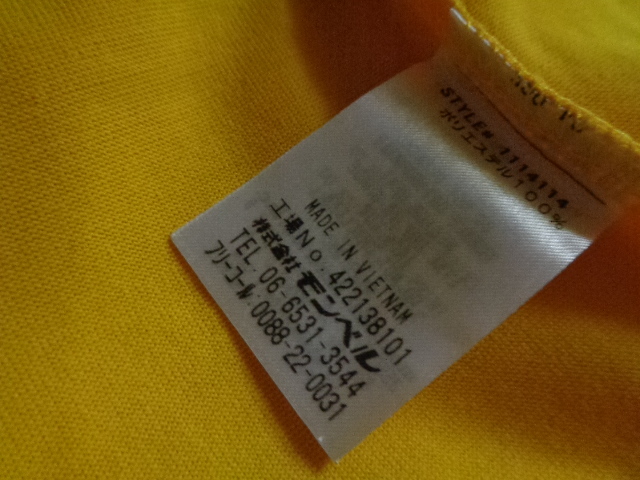 STYLE# 1114114
ポリエステル100%
MADE IN VIETNAM
工場No.422138101
株式会社 モンベル
TEL.06-6531-3544
フリーコール.0088-22-0031